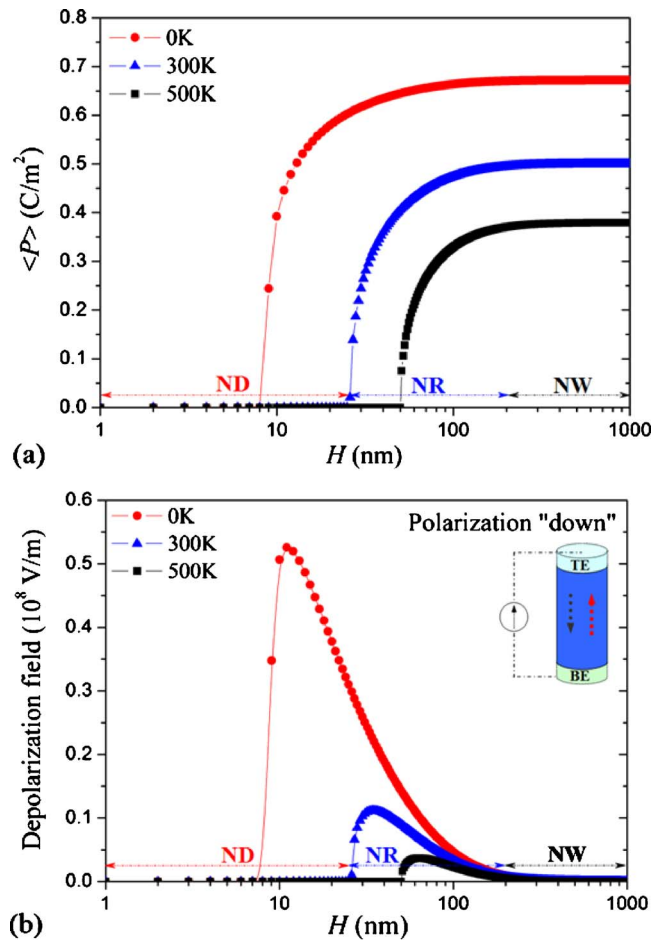 0.8
0.7
0.6
0.5
0.4
0.3
0.2
0.1
0.0
<P> (C/m²)
0K
300K
500K
ND
NR
NW
1
10
100
1000
(a)
H (nm)
0.6
0.5
0.4
0.3
0.2
0.1
0.0
Depolarization field (10⁸ V/m)
0K
300K
500K
Polarization "down"
TE
BE
ND
NR
NW
1
10
100
1000
(b)
H (nm)